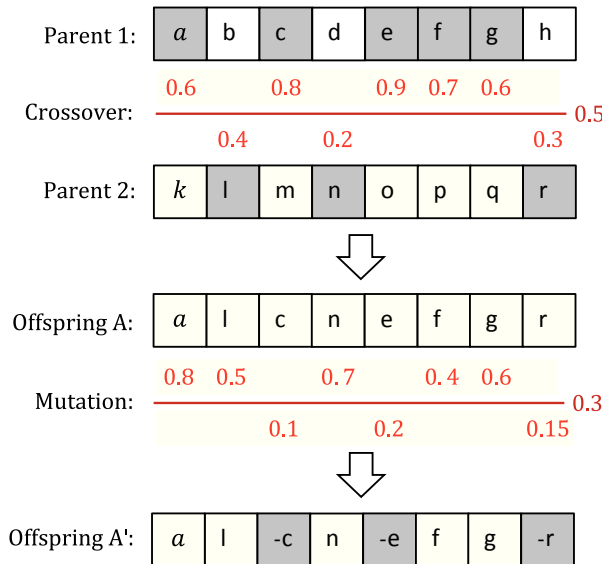 Parent 1: a b c d e f g h
0.6 0.8 0.9 0.7 0.6
Crossover: 0.5
0.4 0.2 0.3
Parent 2: k l m n o p q r
Offspring A: a l c n e f g r
0.8 0.5 0.7 0.4 0.6
Mutation: 0.3
0.1 0.2 0.15
Offspring A': a l -c n -e f g -r